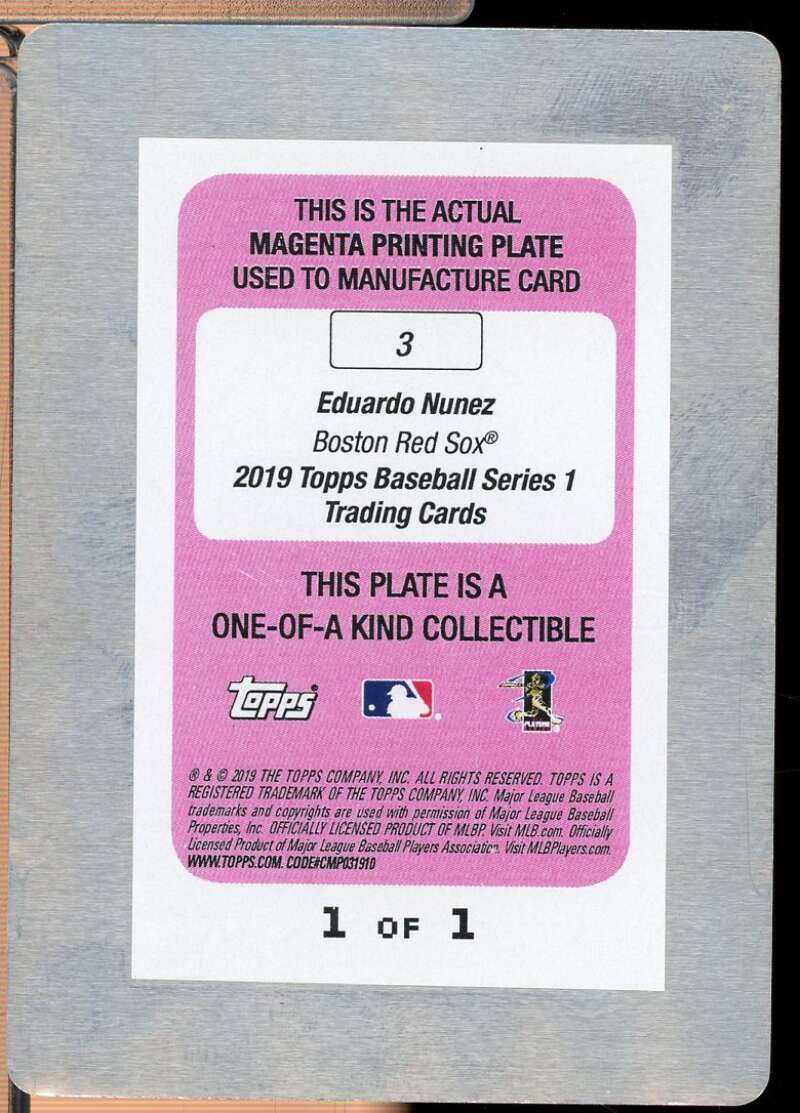 THIS IS THE ACTUAL
MAGENTA PRINTING PLATE
USED TO MANUFACTURE CARD
3
Eduardo Nunez
Boston Red Sox®
2019 Topps Baseball Series 1
Trading Cards
THIS PLATE IS A
ONE-OF-A KIND COLLECTIBLE
topps®
® & © 2019 THE TOPPS COMPANY, INC. ALL RIGHTS RESERVED. TOPPS IS A
REGISTERED TRADEMARK OF THE TOPPS COMPANY, INC. Major League Baseball
trademarks and copyrights are used with permission of Major League Baseball
Properties, Inc. OFFICIALLY LICENSED PRODUCT OF MLBP. Visit MLB.com. Officially
Licensed Product of Major League Baseball Players Association. Visit MLBPlayers.com.
WWW.TOPPS.COM. CODE#CMP031910
1 OF 1